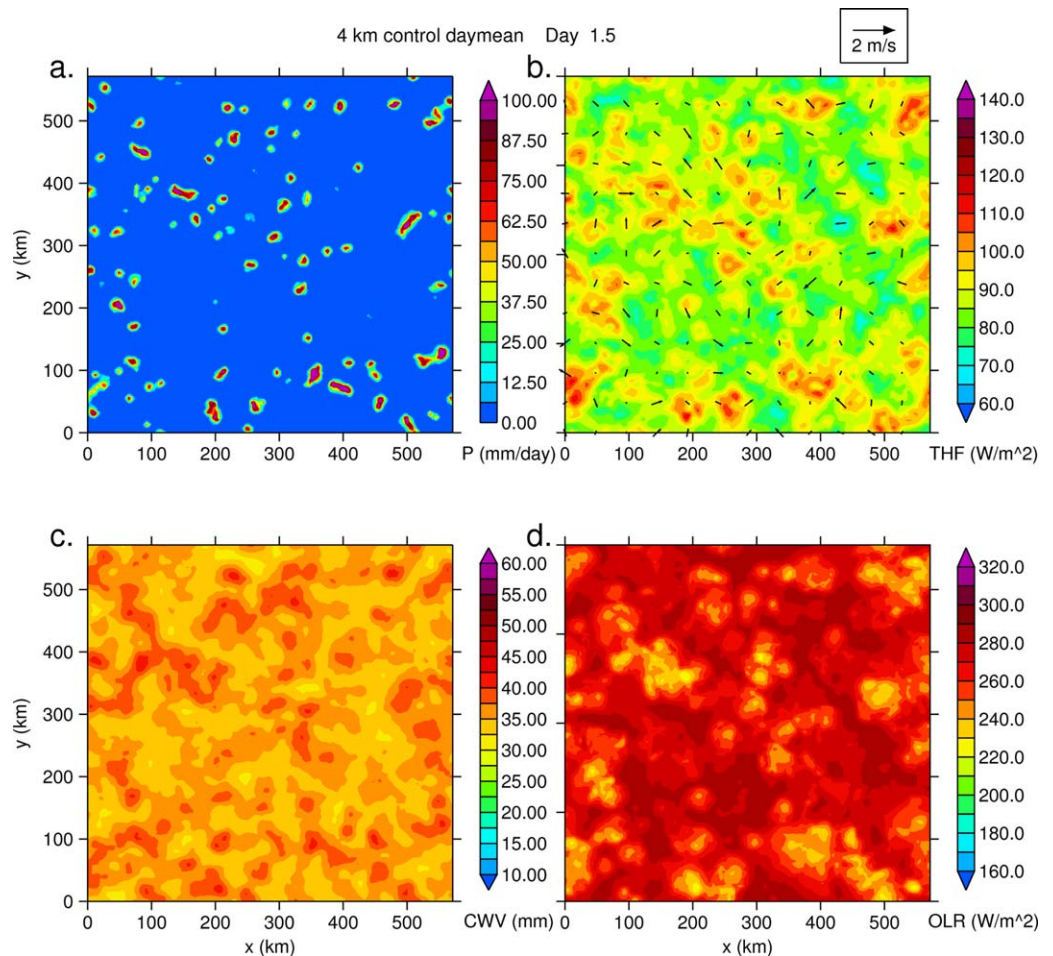 4 km control daymean Day 1.5
2 m/s
a.
b.
500
400
300
200
100
0
y (km)
0 100 200 300 400 500
100.00
87.50
75.00
62.50
50.00
37.50
25.00
12.50
0.00
P (mm/day)
0 100 200 300 400 500
140.0
130.0
120.0
110.0
100.0
90.0
80.0
70.0
60.0
THF (W/m^2)
c.
d.
500
400
300
200
100
0
y (km)
0 100 200 300 400 500
x (km)
60.00
55.00
50.00
45.00
40.00
35.00
30.00
25.00
20.00
15.00
10.00
CWV (mm)
0 100 200 300 400 500
x (km)
320.0
300.0
280.0
260.0
240.0
220.0
200.0
180.0
160.0
OLR (W/m^2)